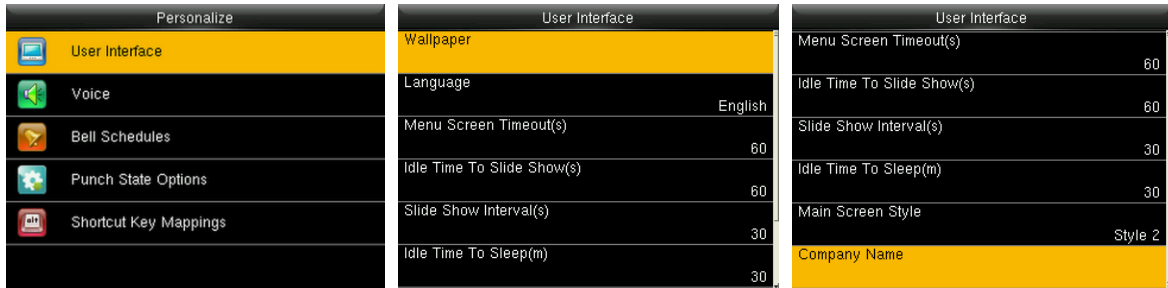 Personalize
User Interface
Voice
Bell Schedules
Punch State Options
alt
Shortcut Key Mappings
User Interface
Wallpaper
Language
English
Menu Screen Timeout(s)
60
Idle Time To Slide Show(s)
60
Slide Show Interval(s)
30
Idle Time To Sleep(m)
30
User Interface
Menu Screen Timeout(s)
60
Idle Time To Slide Show(s)
60
Slide Show Interval(s)
30
Idle Time To Sleep(m)
30
Main Screen Style
Style 2
Company Name